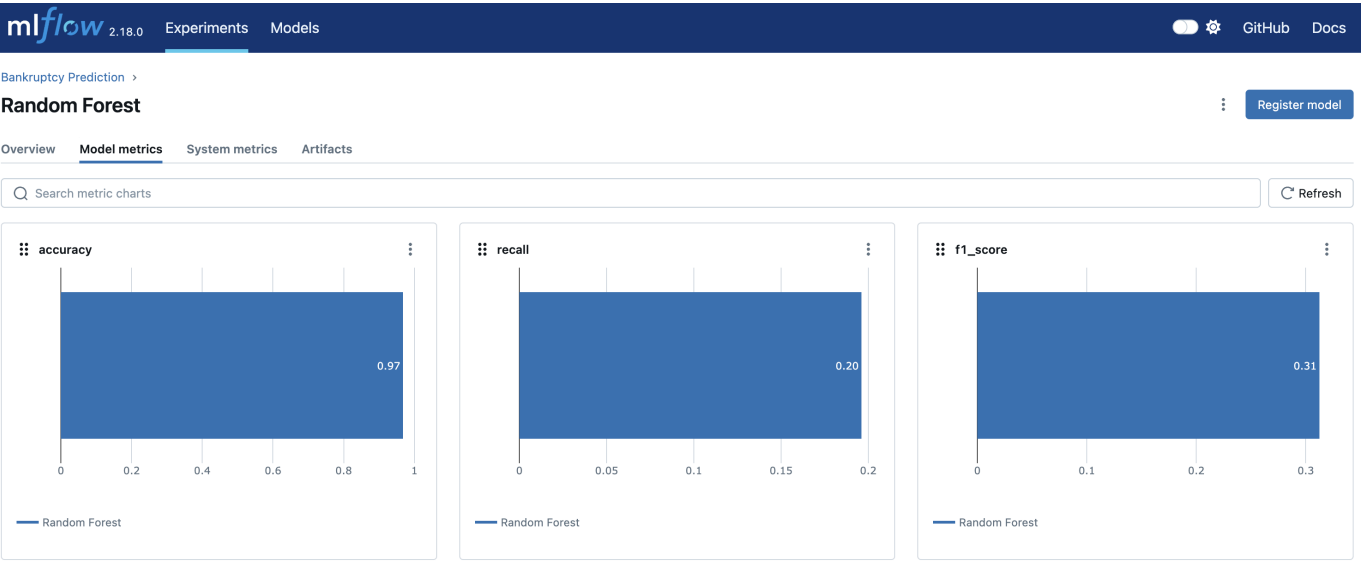 mlflow 2.18.0 Experiments Models GitHub Docs
Bankruptcy Prediction ›
Random Forest
Register model
Overview Model metrics System metrics Artifacts
Search metric charts
Refresh
accuracy
0.97
0 0.2 0.4 0.6 0.8 1
Random Forest
recall
0.20
0 0.05 0.1 0.15 0.2
Random Forest
f1_score
0.31
0 0.1 0.2 0.3
Random Forest